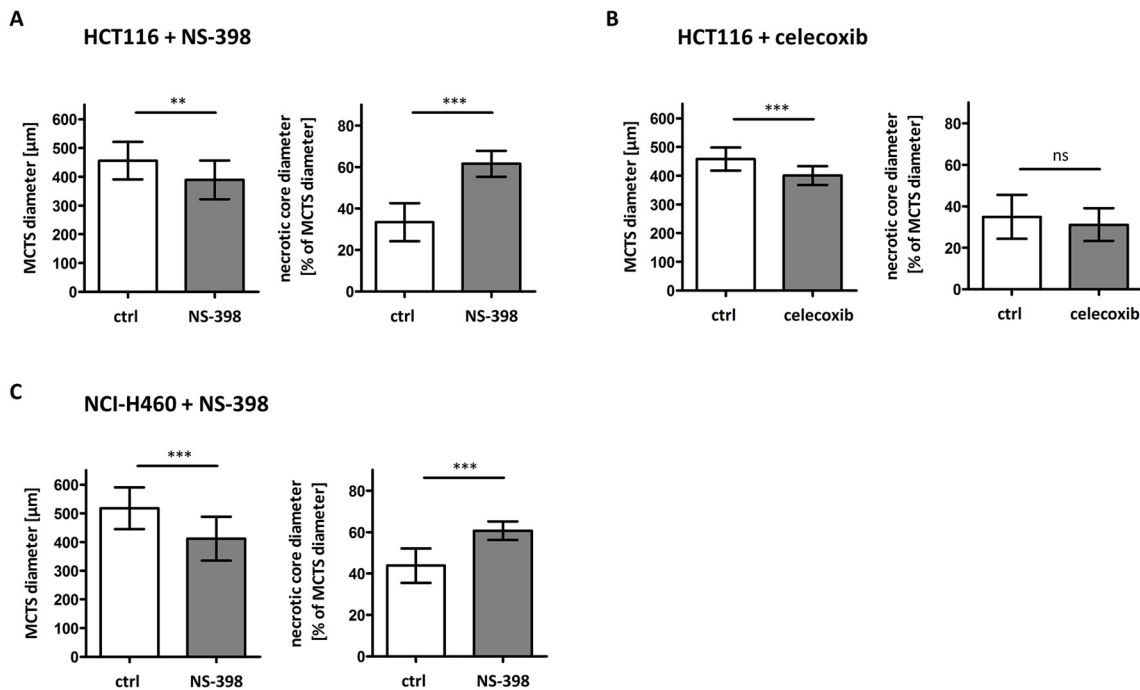 A
HCT116 + NS-398
MCTS diameter [µm]
600
500
400
300
200
100
0
**
ctrl
NS-398
necrotic core diameter
[% of MCTS diameter]
80
60
40
20
0
***
ctrl
NS-398
B
HCT116 + celecoxib
MCTS diameter [µm]
600
500
400
300
200
100
0
***
ctrl
celecoxib
necrotic core diameter
[% of MCTS diameter]
80
60
40
20
0
ns
ctrl
celecoxib
C
NCI-H460 + NS-398
MCTS diameter [µm]
600
500
400
300
200
100
0
***
ctrl
NS-398
necrotic core diameter
[% of MCTS diameter]
80
60
40
20
0
***
ctrl
NS-398